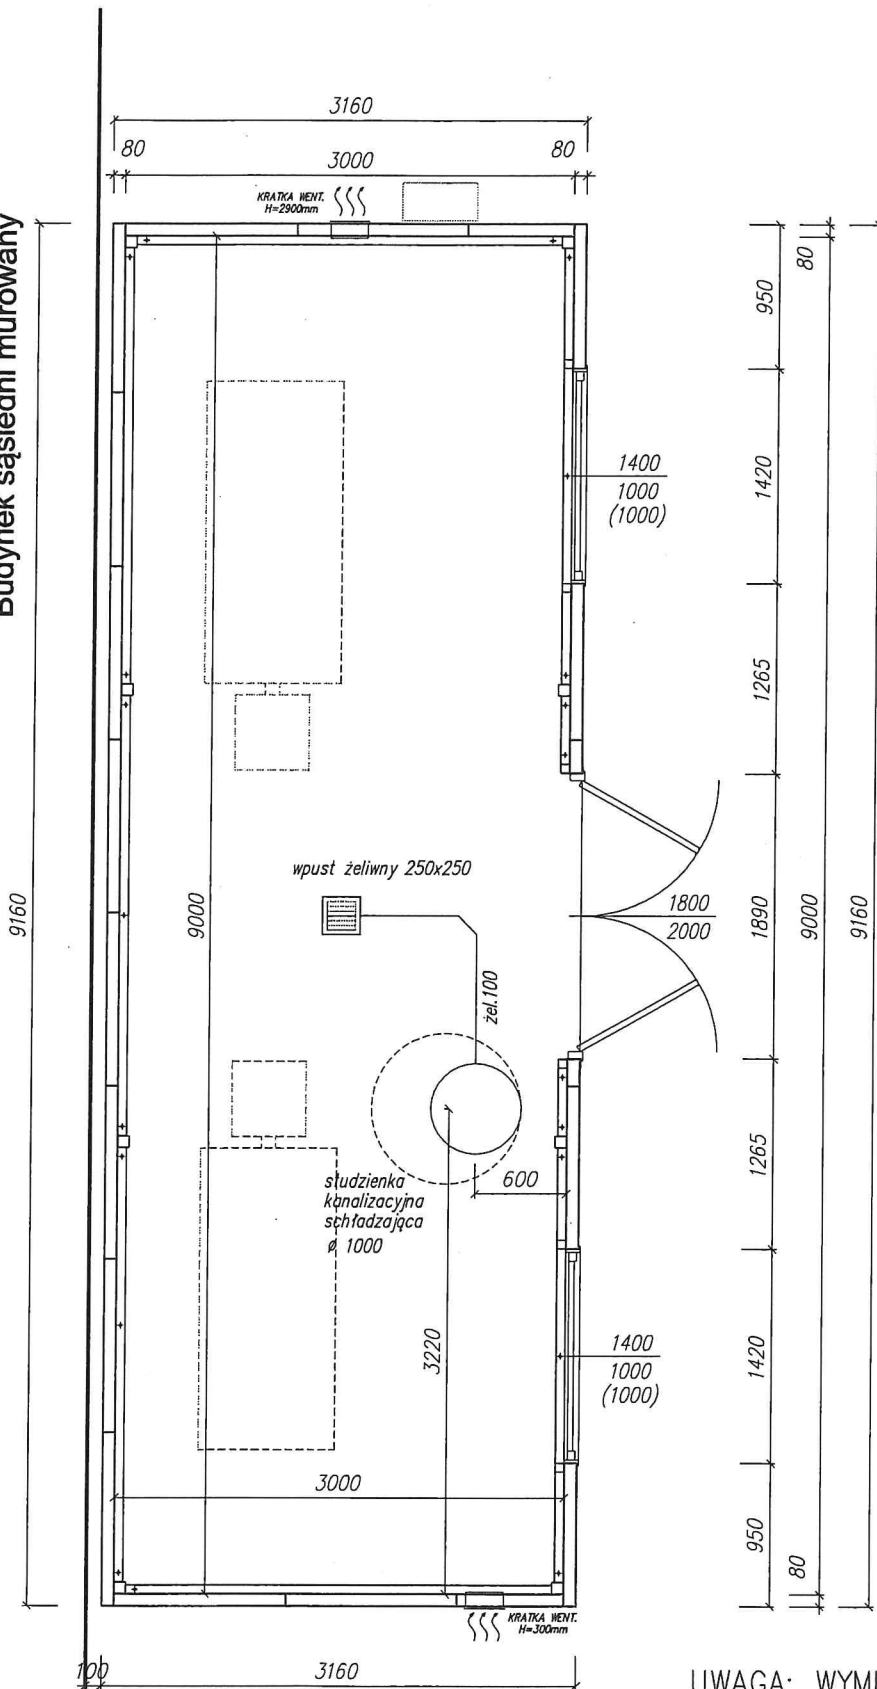 3160
80
3000
80
KRATKA WENT.
H=2900mm
Budynek sąsiedni murowany
80
950
1400
1000
(1000)
1420
1265
wpust żeliwny 250x250
9160
9000
1800
2000
1890
9000
9160
żel.100
studzienka
kanalizacyjna
schładzająca
ø 1000
600
1265
3220
1400
1000
(1000)
1420
3000
950
80
KRATKA WENT.
H=300mm
100
3160
UWAGA: